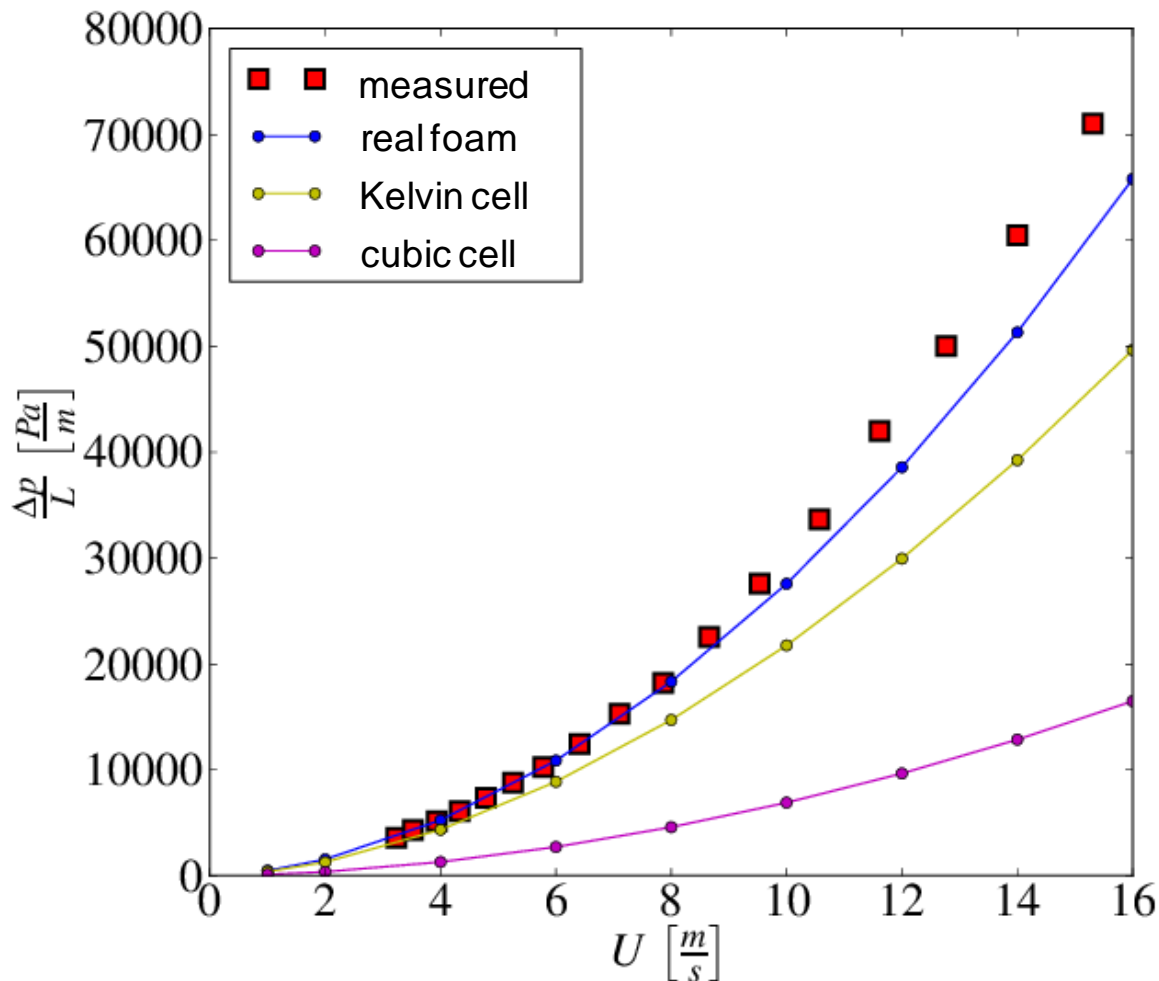 80000
70000
60000
50000
40000
30000
20000
10000
0
measured
real foam
Kelvin cell
cubic cell
Δp/L [Pa/m]
0 2 4 6 8 10 12 14 16
U [m/s]